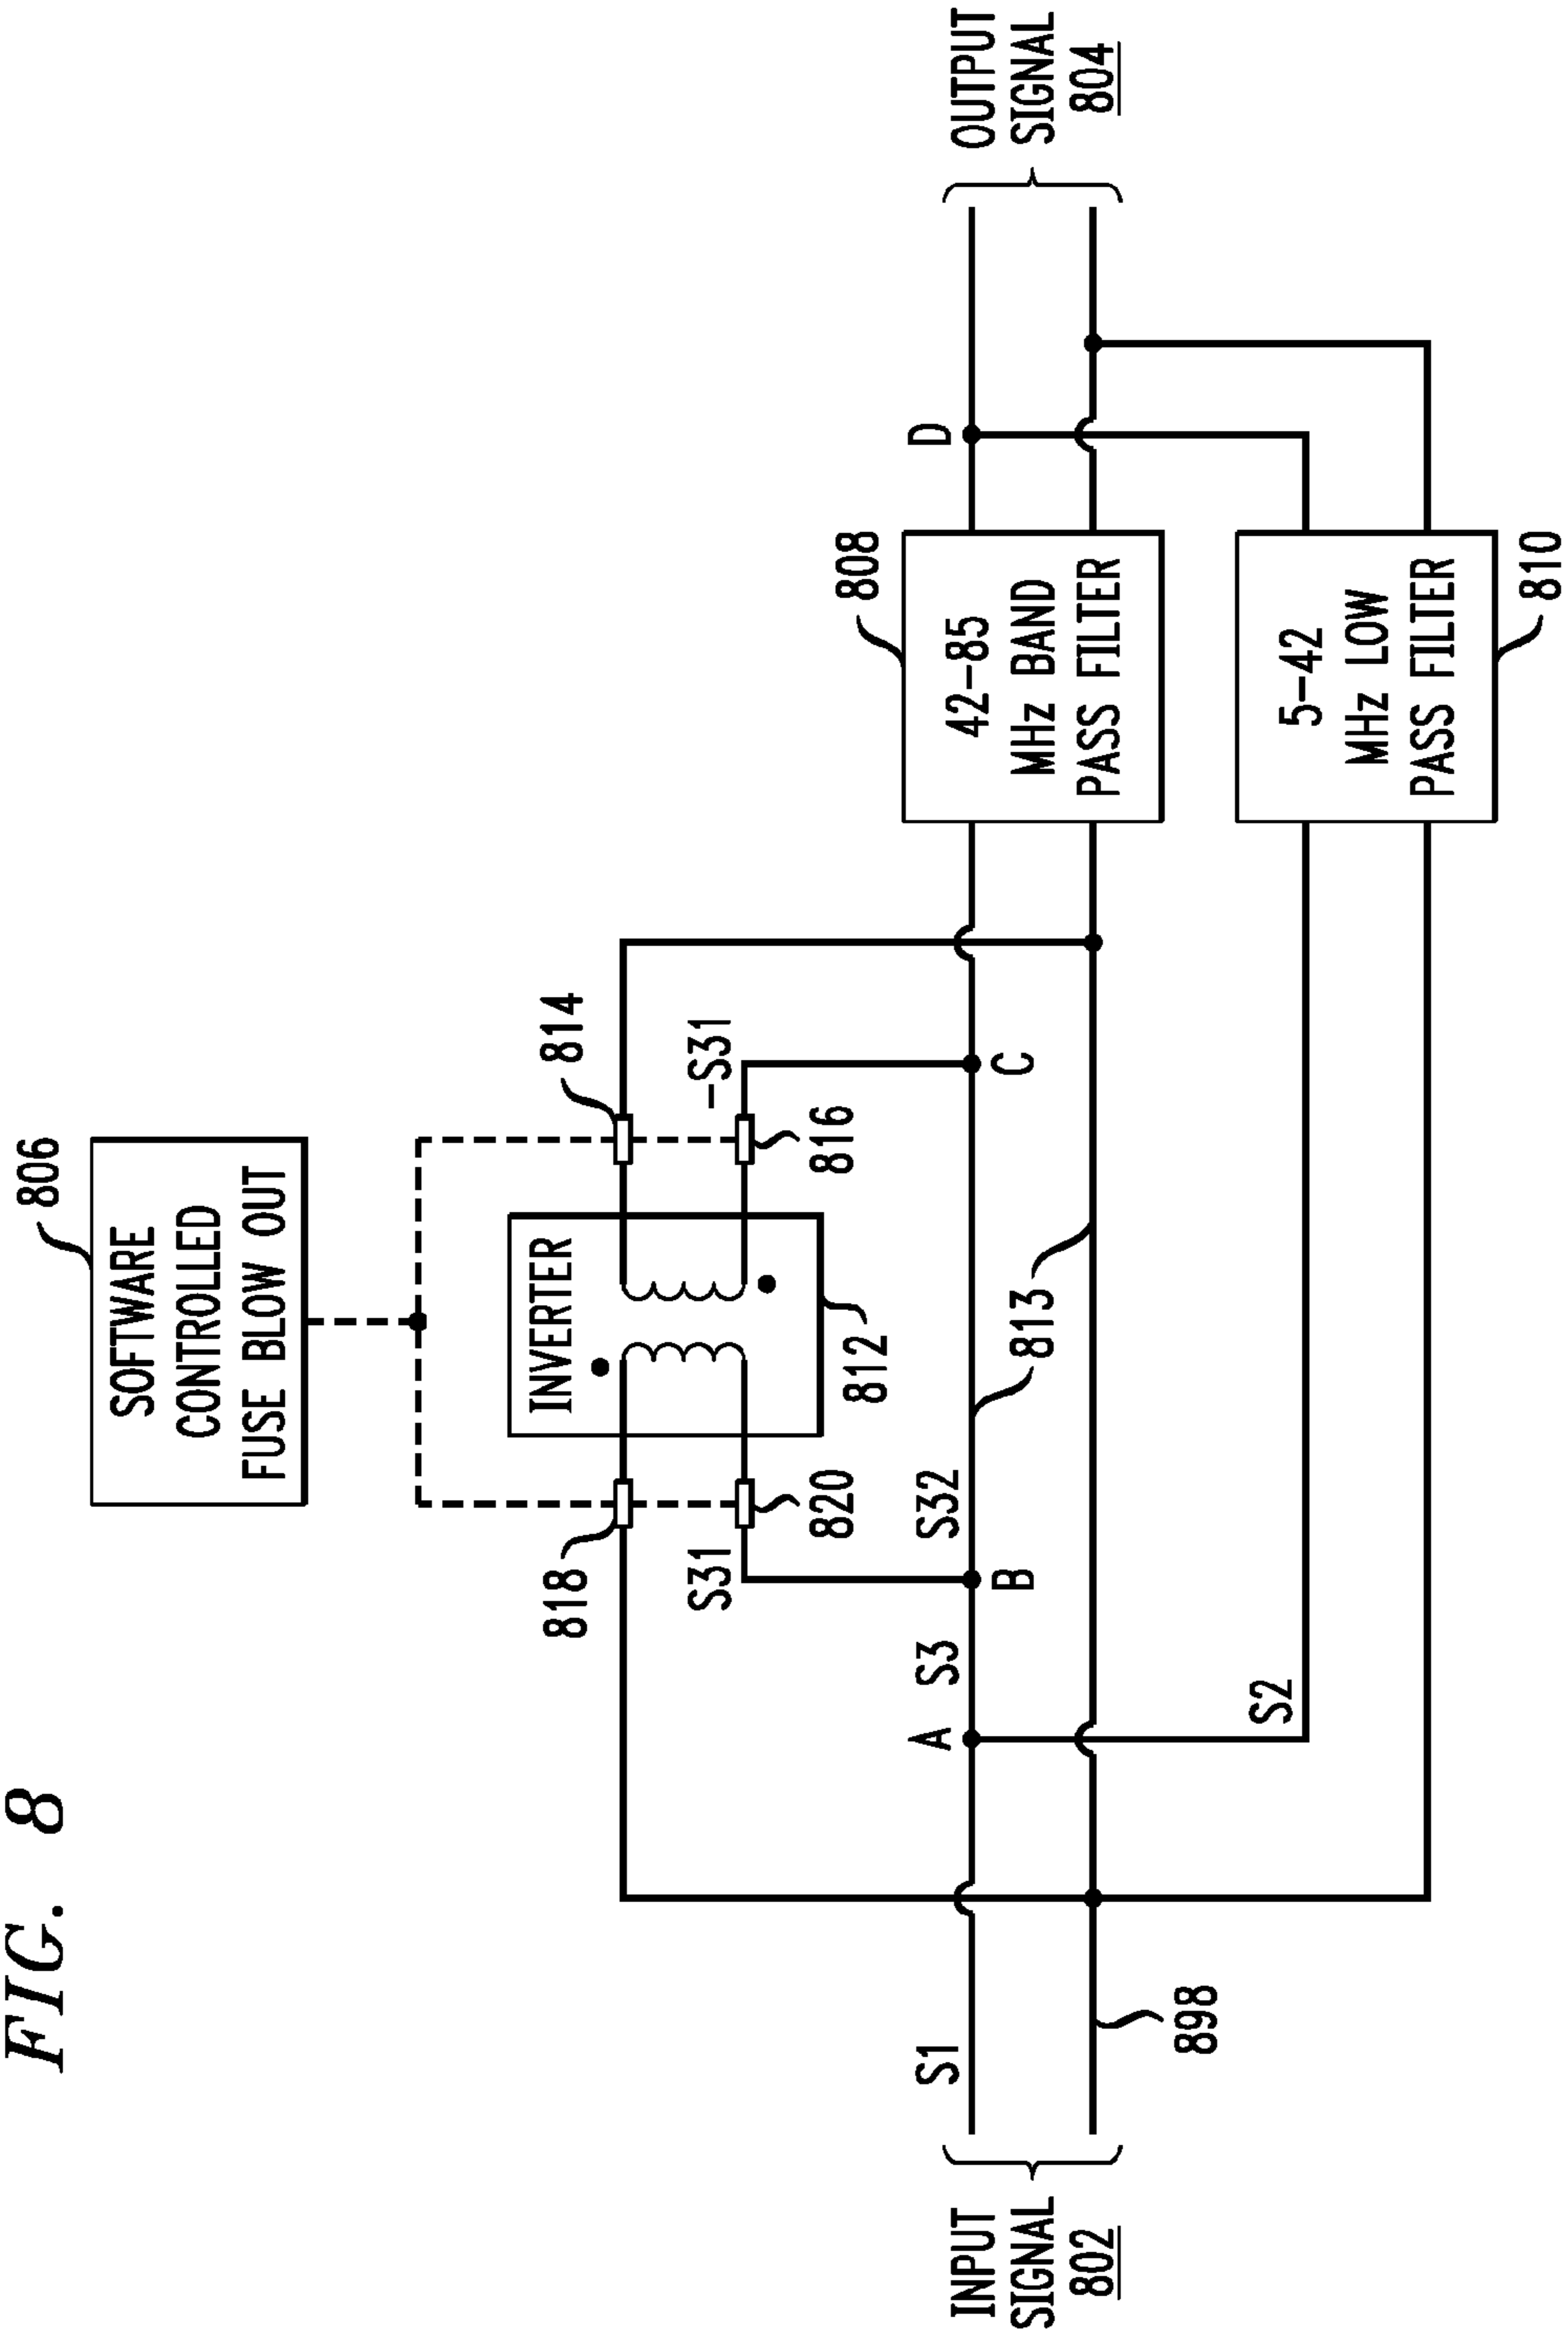 FIG. 8
SOFTWARE
CONTROLLED
FUSE BLOW OUT
806
INVERTER
812
818
814
S31
820
816
-S31
S1
A
S3
B
S32
C
D
813
898
S2
42-85
MHz BAND
PASS FILTER
808
5-42
MHz LOW
PASS FILTER
810
INPUT
SIGNAL
802
OUTPUT
SIGNAL
804